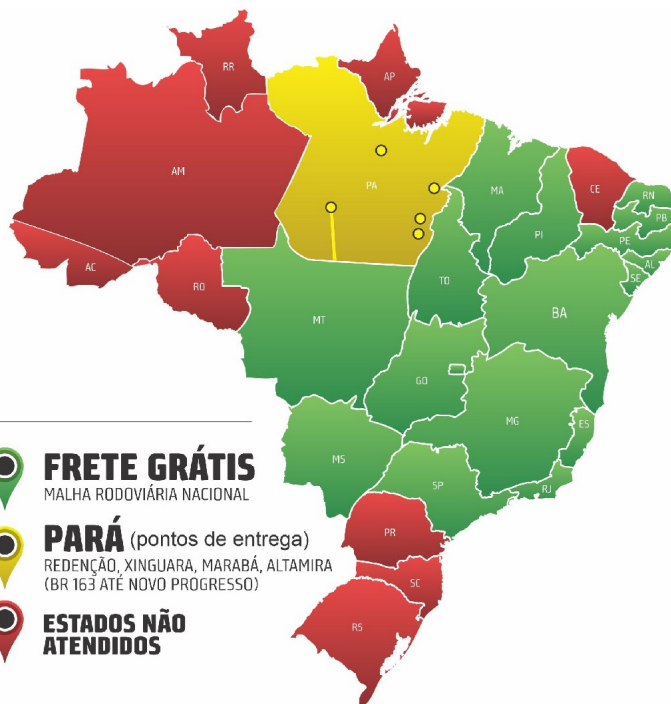 RR
AP
AM
PA
MA
CE
RN
PB
PI
PE
AL
SE
AC
RO
TO
MT
BA
GO
MG
ES
MS
SP
RJ
PR
SC
RS
FRETE GRÁTIS
MALHA RODOVIÁRIA NACIONAL
PARÁ (pontos de entrega)
REDENÇÃO, XINGUARA, MARABÁ, ALTAMIRA
(BR 163 ATÉ NOVO PROGRESSO)
ESTADOS NÃO
ATENDIDOS